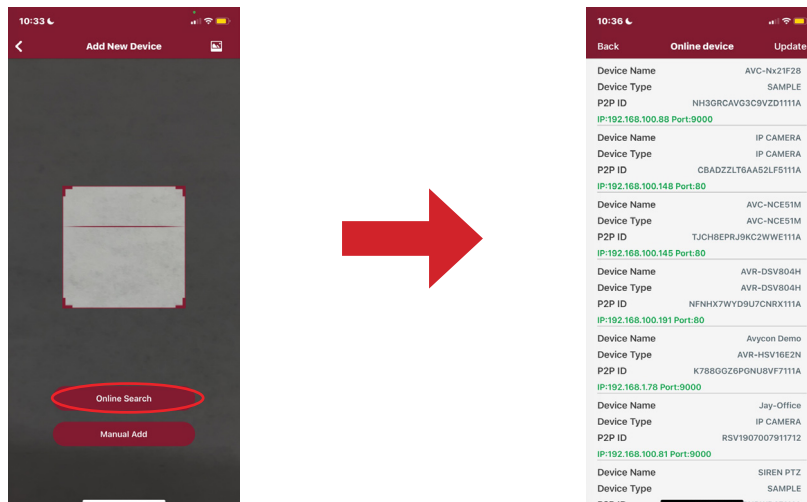 10:33
Add New Device
Online Search
Manual Add
10:36
Back Online device Update
Device Name AVC-Nx21F28
Device Type SAMPLE
P2P ID NH3GRCAVG3C9VZD1111A
IP:192.168.100.88 Port:9000
Device Name IP CAMERA
Device Type IP CAMERA
P2P ID CBADZZLT6AA52LF5111A
IP:192.168.100.148 Port:80
Device Name AVC-NCE51M
Device Type AVC-NCE51M
P2P ID TJCH8EPRJ9KC2WWE111A
IP:192.168.100.145 Port:80
Device Name AVR-DSV804H
Device Type AVR-DSV804H
P2P ID NFNHX7WYD9U7CNRX111A
IP:192.168.100.191 Port:80
Device Name Avycon Demo
Device Type AVR-HSV16E2N
P2P ID K788GGZ6PGNU8VF7111A
IP:192.168.1.78 Port:9000
Device Name Jay-Office
Device Type IP CAMERA
P2P ID RSV1907007911712
IP:192.168.100.81 Port:9000
Device Name SIREN PTZ
Device Type SAMPLE